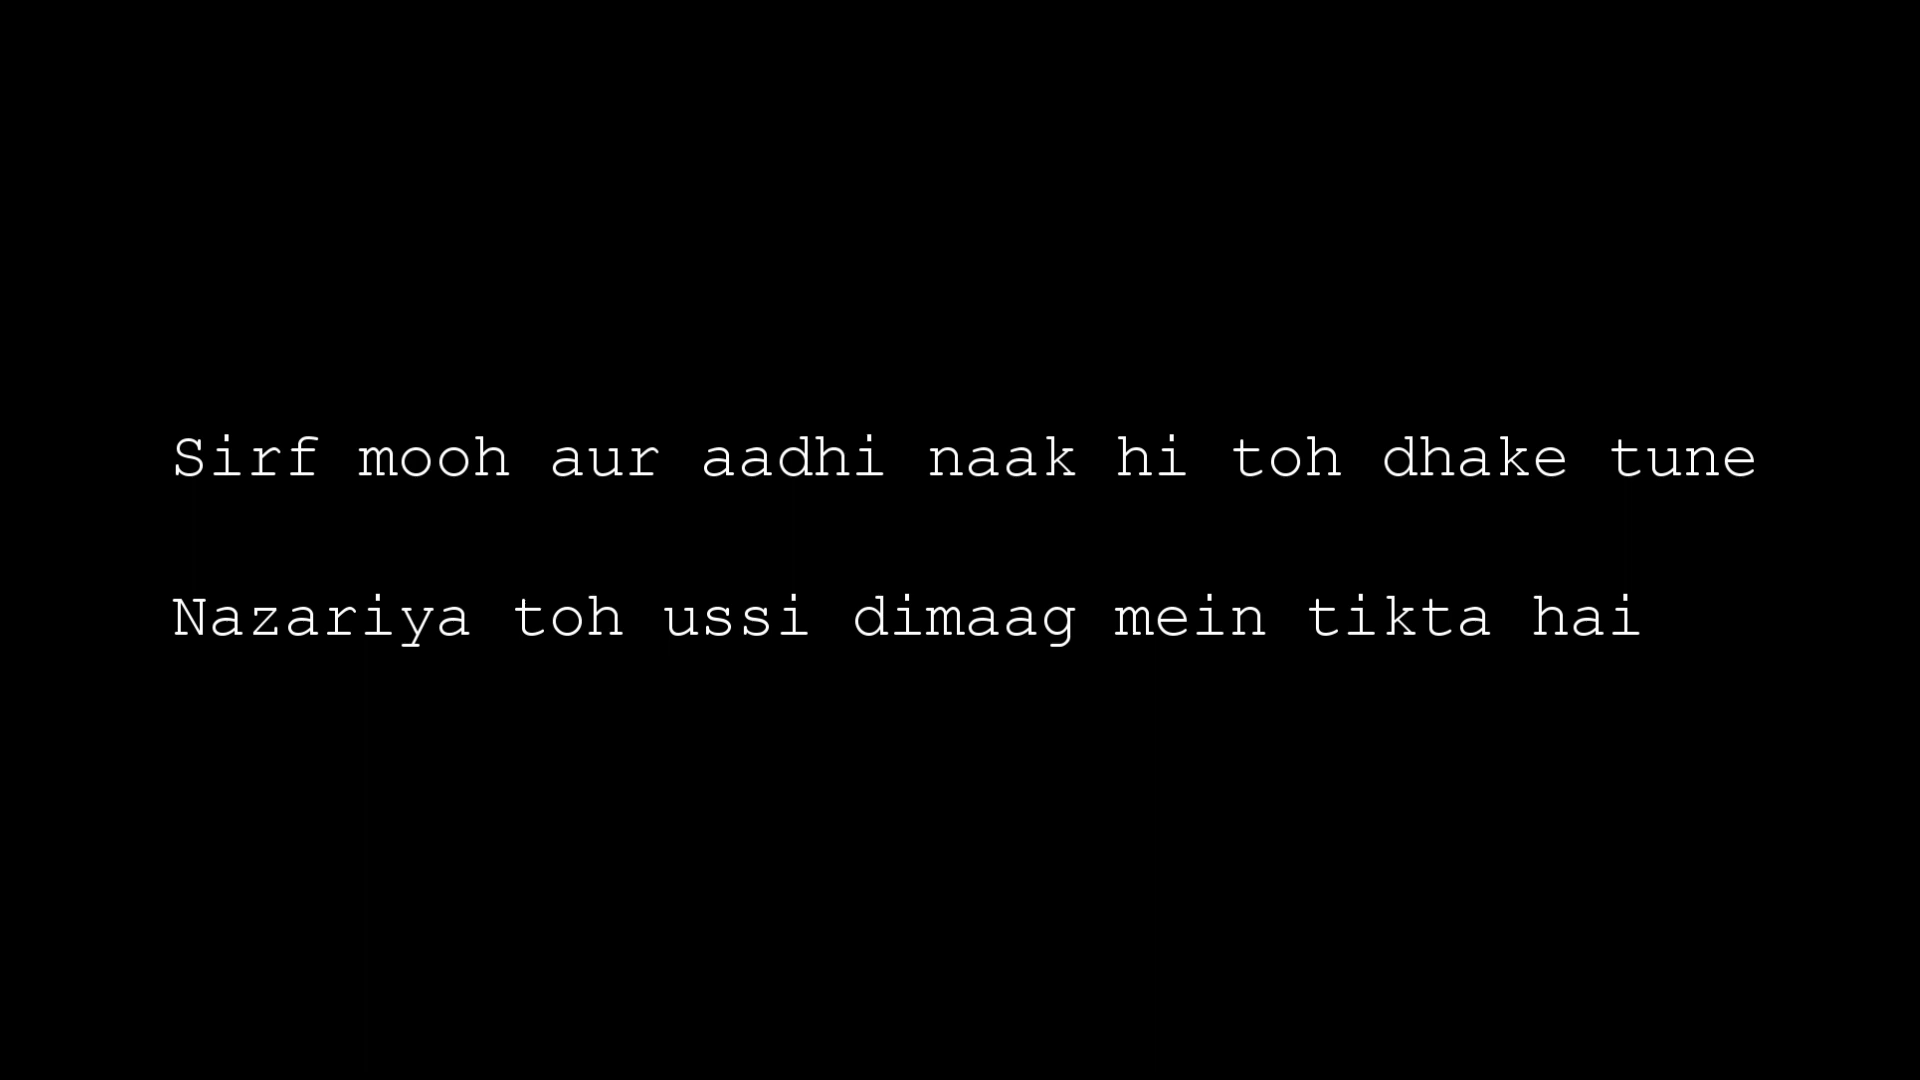 Sirf mooh aur aadhi naak hi toh dhake tune
Nazariya toh ussi dimaag mein tikta hai